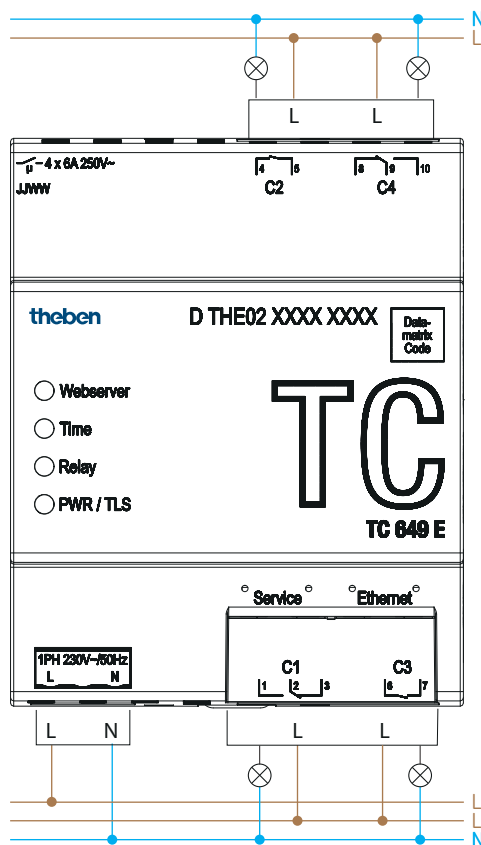 N
L
L L
µ 4 x 6A 250V~
JJWW
4 5
C2
8 9 10
C4
theben
D THE02 XXXX XXXX
Data-
matrix
Code
Webserver
Time
Relay
PWR / TLS
TC
TC 649 E
Service Ethernet
1PH 230V~/50Hz
L N
C1
1 2 3
C3
6 7
L N
L L
L
L
N